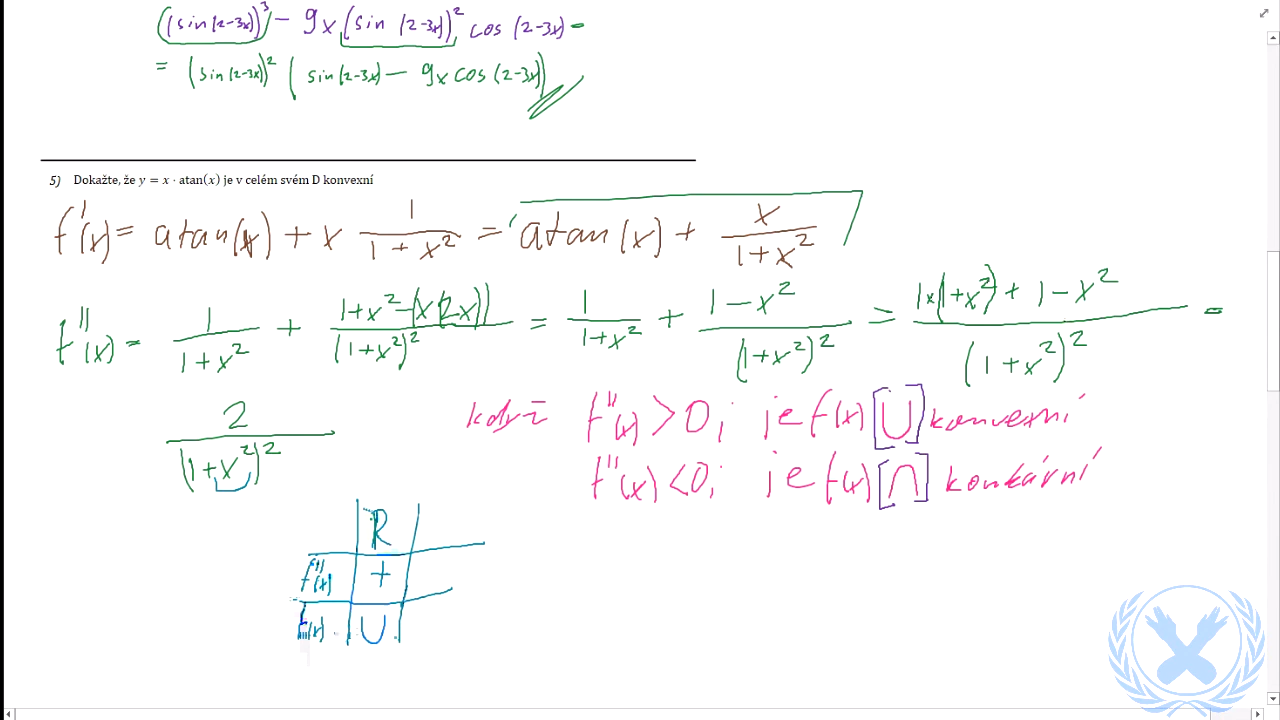 (sin(2-3x))³ - 9x (sin (2-3x))² cos (2-3x) =
= (sin(2-3x))² ( sin(2-3x) - 9x cos (2-3x))
5) Dokažte, že y = x · atan(x) je v celém svém D konvexní
f'(x) = atan(x) + x 1/(1+x²) = atan(x) + x/(1+x²)
f''(x) = 1/(1+x²) + (1+x²-(x(2x)))/(1+x²)² = 1/(1+x²) + (1-x²)/(1+x²)² = (1x(1+x²) + 1-x²)/(1+x²)² =
2/(1+x²)²
když f''(x) > 0; je f(x) [∪] konvexní
f''(x) < 0; je f(x) [∩] konkávní
R
f''(x) +
f(x) ∪